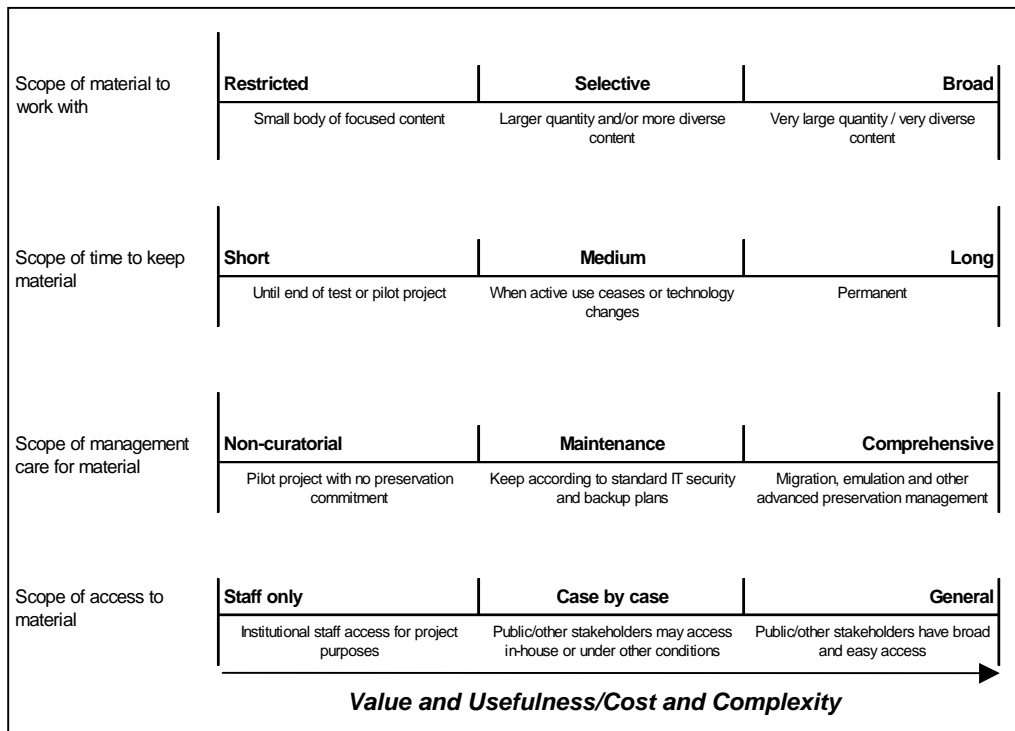 Scope of material to
work with
Restricted
Selective
Broad
Small body of focused content
Larger quantity and/or more diverse
content
Very large quantity / very diverse
content
Scope of time to keep
material
Short
Medium
Long
Until end of test or pilot project
When active use ceases or technology
changes
Permanent
Scope of management
care for material
Non-curatorial
Maintenance
Comprehensive
Pilot project with no preservation
commitment
Keep according to standard IT security
and backup plans
Migration, emulation and other
advanced preservation management
Scope of access to
material
Staff only
Case by case
General
Institutional staff access for project
purposes
Public/other stakeholders may access
in-house or under other conditions
Public/other stakeholders have broad
and easy access
Value and Usefulness/Cost and Complexity